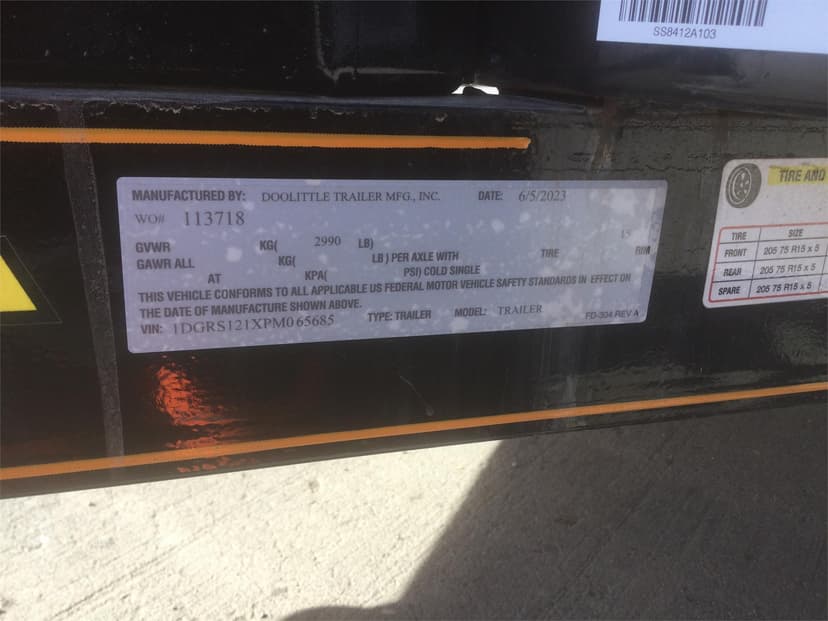 SS8412A103
MANUFACTURED BY: DOOLITTLE TRAILER MFG., INC. DATE: 6/5/2023
WO# 113718
15
GVWR KG( 2990 LB)
GAWR ALL KG( LB) PER AXLE WITH TIRE RIM
AT KPA( PSI) COLD SINGLE
THIS VEHICLE CONFORMS TO ALL APPLICABLE US FEDERAL MOTOR VEHICLE SAFETY STANDARDS IN EFFECT ON
THE DATE OF MANUFACTURE SHOWN ABOVE.
VIN: 1DGRS121XPM065685 TYPE: TRAILER MODEL: TRAILER FD-304 REV A
TIRE AND
TIRE SIZE
FRONT 205 75 R15 x 5
REAR 205 75 R15 x 5
SPARE 205 75 R15 x 5